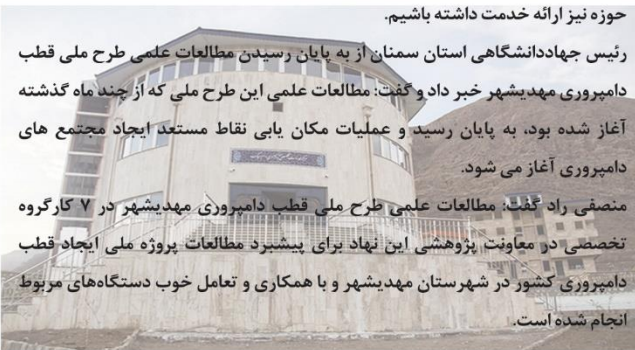 حوزه نیز ارائه خدمت داشته باشیم.
رئیس جهاددانشگاهی استان سمنان از به پایان رسیدن مطالعات علمی طرح ملی قطب
دامپروری مهدیشهر خبر داد و گفت: مطالعات علمی این طرح ملی که از چند ماه گذشته
آغاز شده بود، به پایان رسید و عملیات مکان یابی نقاط مستعد ایجاد مجتمع های
دامپروری آغاز می شود.
منصفی راد گفت: مطالعات علمی طرح ملی قطب دامپروری مهدیشهر در ۷ کارگروه
تخصصی در معاونت پژوهشی این نهاد برای پیشبرد مطالعات پروژه ملی ایجاد قطب
دامپروری کشور در شهرستان مهدیشهر و با همکاری و تعامل خوب دستگاه‌های مربوط
انجام شده است.